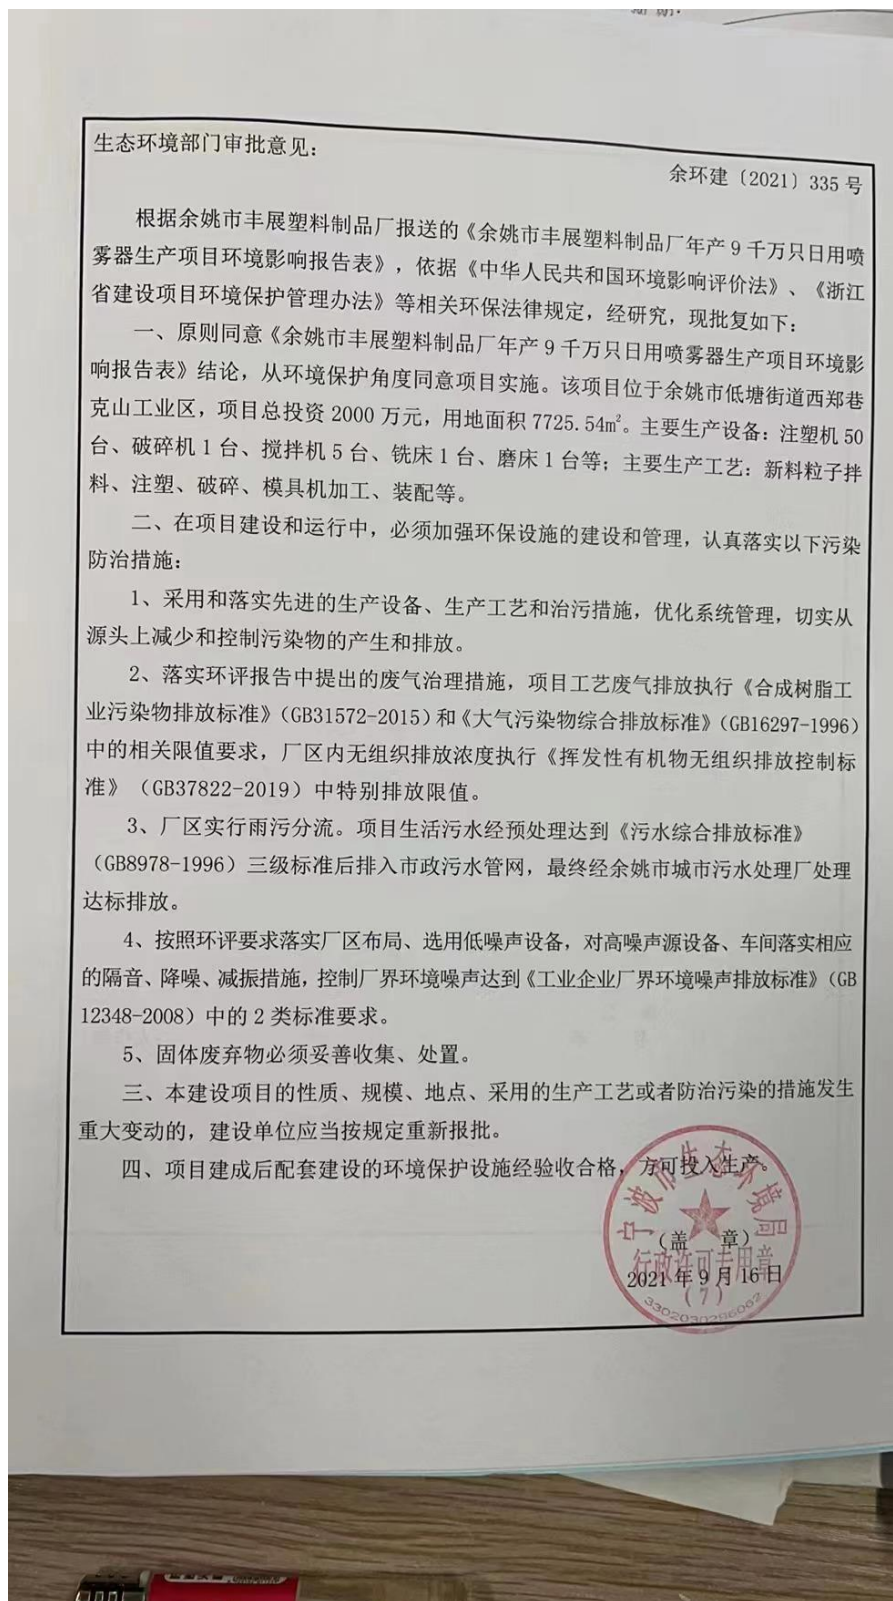 生态环境部门审批意见：
余环建〔2021〕335 号
根据余姚市丰展塑料制品厂报送的《余姚市丰展塑料制品厂年产 9 千万只日用喷
雾器生产项目环境影响报告表》，依据《中华人民共和国环境影响评价法》、《浙江
省建设项目环境保护管理办法》等相关环保法律规定，经研究，现批复如下：
一、原则同意《余姚市丰展塑料制品厂年产 9 千万只日用喷雾器生产项目环境影
响报告表》结论，从环境保护角度同意项目实施。该项目位于余姚市低塘街道西郑巷
克山工业区，项目总投资 2000 万元，用地面积 7725.54m²。主要生产设备：注塑机 50
台、破碎机 1 台、搅拌机 5 台、铣床 1 台、磨床 1 台等；主要生产工艺：新料粒子拌
料、注塑、破碎、模具机加工、装配等。
二、在项目建设和运行中，必须加强环保设施的建设和管理，认真落实以下污染
防治措施：
1、采用和落实先进的生产设备、生产工艺和治污措施，优化系统管理，切实从
源头上减少和控制污染物的产生和排放。
2、落实环评报告中提出的废气治理措施，项目工艺废气排放执行《合成树脂工
业污染物排放标准》（GB31572-2015）和《大气污染物综合排放标准》（GB16297-1996）
中的相关限值要求，厂区内无组织排放浓度执行《挥发性有机物无组织排放控制标
准》（GB37822-2019）中特别排放限值。
3、厂区实行雨污分流。项目生活污水经预处理达到《污水综合排放标准》
（GB8978-1996）三级标准后排入市政污水管网，最终经余姚市城市污水处理厂处理
达标排放。
4、按照环评要求落实厂区布局、选用低噪声设备，对高噪声源设备、车间落实相应
的隔音、降噪、减振措施，控制厂界环境噪声达到《工业企业厂界环境噪声排放标准》（GB
12348-2008）中的 2 类标准要求。
5、固体废弃物必须妥善收集、处置。
三、本建设项目的性质、规模、地点、采用的生产工艺或者防治污染的措施发生
重大变动的，建设单位应当按规定重新报批。
四、项目建成后配套建设的环境保护设施经验收合格，方可投入生产。
宁波市生态环境局
（盖 章）
行政许可专用章
2021 年 9 月 16 日
（7）